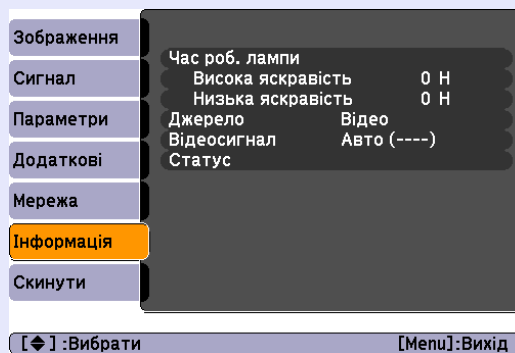 Зображення
Сигнал
Параметри
Додаткові
Мережа
Інформація
Скинути
Час роб. лампи
Висока яскравість 0 H
Низька яскравість 0 H
Джерело Відео
Відеосигнал Авто (----)
Статус
[◆] :Вибрати [Menu]:Вихід